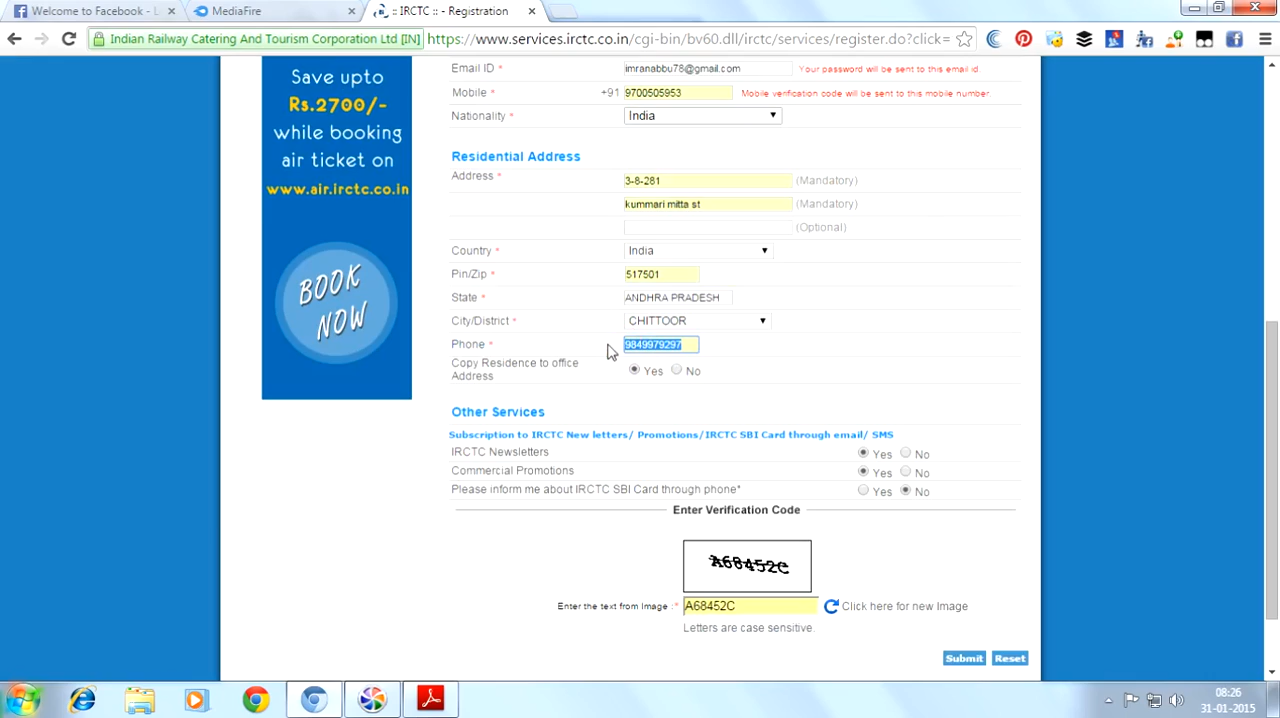 Welcome to Facebook - L
MediaFire
:: IRCTC :: - Registration
Indian Railway Catering And Tourism Corporation Ltd [IN]
https://www.services.irctc.co.in/cgi-bin/bv60.dll/irctc/services/register.do?click=
Save upto
Rs.2700/-
while booking
air ticket on
www.air.irctc.co.in
BOOK
NOW
Email ID * imranabbu78@gmail.com Your password will be sent to this email id.
Mobile * +91 9700505953 Mobile verification code will be sent to this mobile number.
Nationality * India
Residential Address
Address * 3-8-281 (Mandatory)
kummari mitta st (Mandatory)
(Optional)
Country * India
Pin/Zip * 517501
State * ANDHRA PRADESH
City/District * CHITTOOR
Phone * 9849979297
Copy Residence to office
Address
Yes No
Other Services
Subscription to IRCTC New letters/ Promotions/IRCTC SBI Card through email/ SMS
IRCTC Newsletters Yes No
Commercial Promotions Yes No
Please inform me about IRCTC SBI Card through phone* Yes No
Enter Verification Code
A68452C
Enter the text from Image :* A68452C Click here for new Image
Letters are case sensitive.
Submit Reset
08:26
31-01-2015